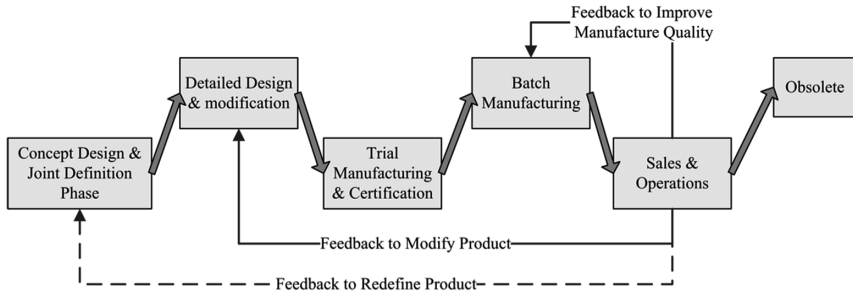 Feedback to Improve
Manufacture Quality
Detailed Design
& modification
Batch
Manufacturing
Obsolete
Concept Design &
Joint Definition
Phase
Trial
Manufacturing
& Certification
Sales &
Operations
Feedback to Modify Product
Feedback to Redefine Product